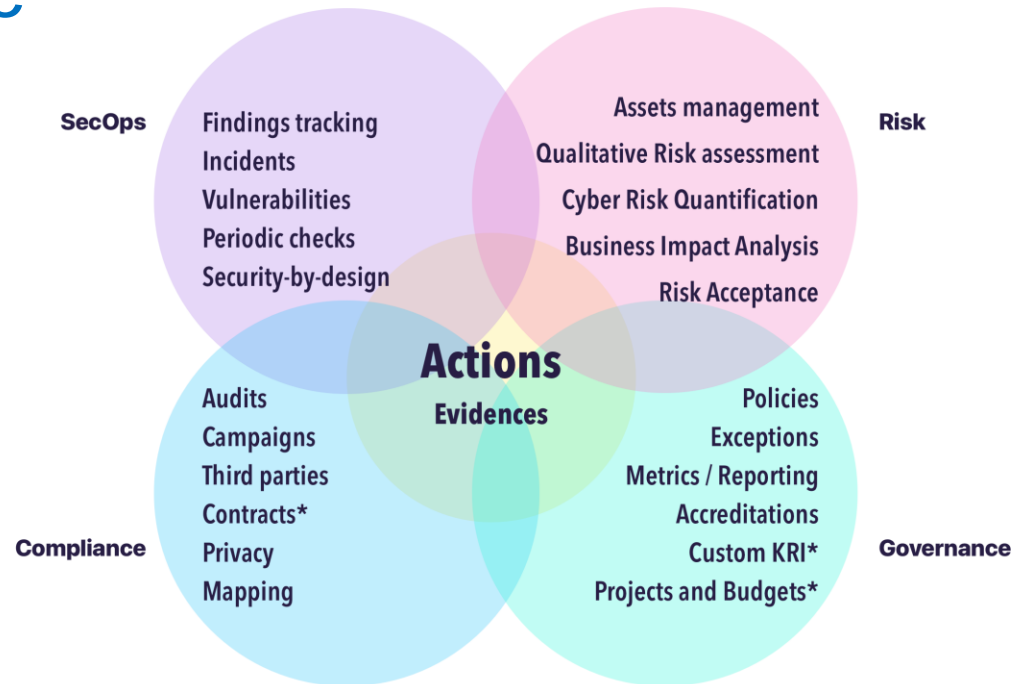 SecOps
Findings tracking
Incidents
Vulnerabilities
Periodic checks
Security-by-design
Risk
Assets management
Qualitative Risk assessment
Cyber Risk Quantification
Business Impact Analysis
Risk Acceptance
Actions
Evidences
Compliance
Audits
Campaigns
Third parties
Contracts*
Privacy
Mapping
Governance
Policies
Exceptions
Metrics / Reporting
Accreditations
Custom KRI*
Projects and Budgets*